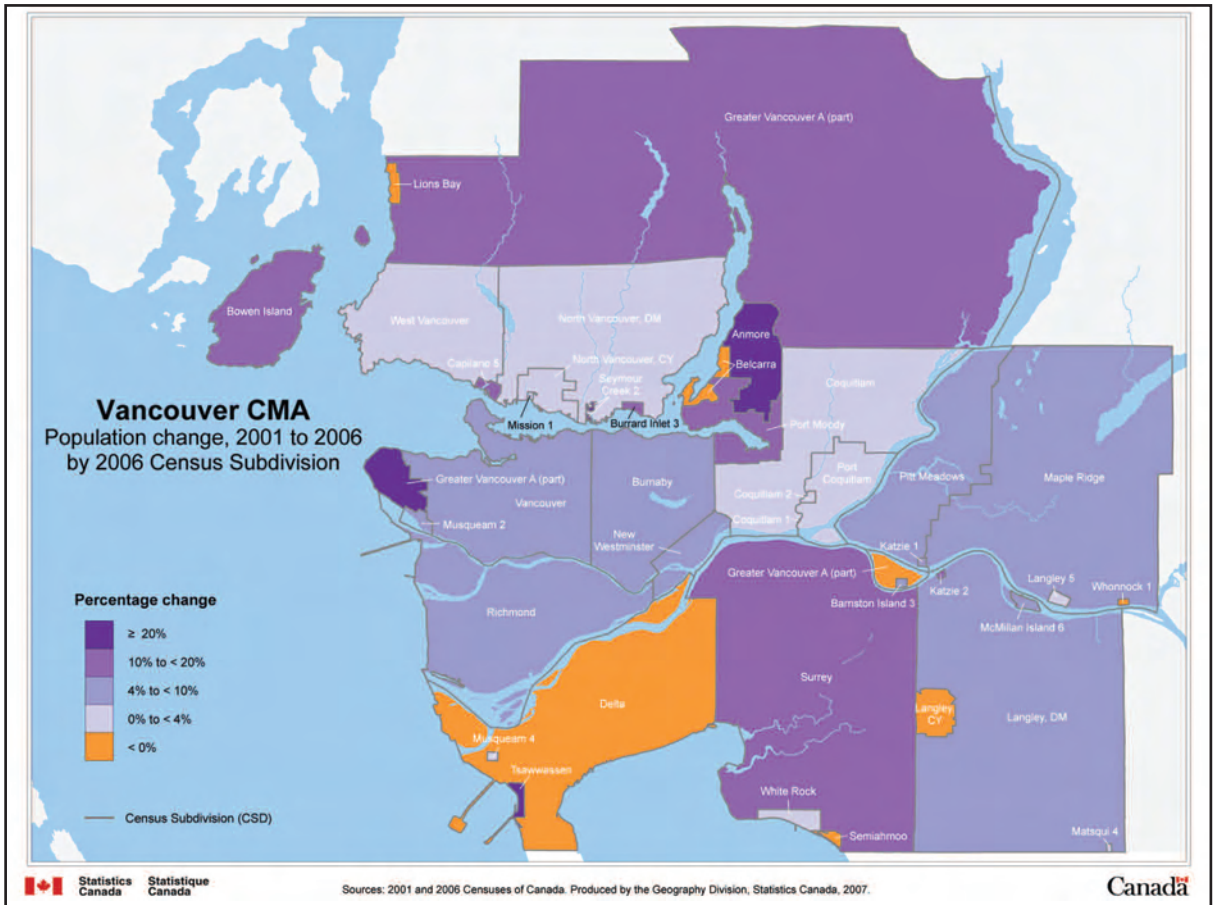 Greater Vancouver A (part)
Lions Bay
Bowen Island
West Vancouver
North Vancouver, DM
Anmore
North Vancouver, CY
Capilano 5
Belcarra
Seymour
Creek 2
Coquitlam
Vancouver CMA
Population change, 2001 to 2006
by 2006 Census Subdivision
Mission 1
Burrard Inlet 3
Port Moody
Greater Vancouver A (part)
Vancouver
Burnaby
Port
Coquitlam
Pitt Meadows
Maple Ridge
Coquitlam 2
Coquitlam 1
Musqueam 2
New
Westminster
Katzie 1
Greater Vancouver A (part)
Langley 5
Whonnock 1
Katzie 2
Barnston Island 3
McMillan Island 6
Richmond
Percentage change
≥ 20%
10% to < 20%
4% to < 10%
0% to < 4%
< 0%
Surrey
Delta
Langley,
CY
Langley, DM
Musqueam 4
Tsawwassen
White Rock
Census Subdivision (CSD)
Semiahmoo
Matsqui 4
Statistics
Canada
Statistique
Canada
Sources: 2001 and 2006 Censuses of Canada. Produced by the Geography Division, Statistics Canada, 2007.
Canada